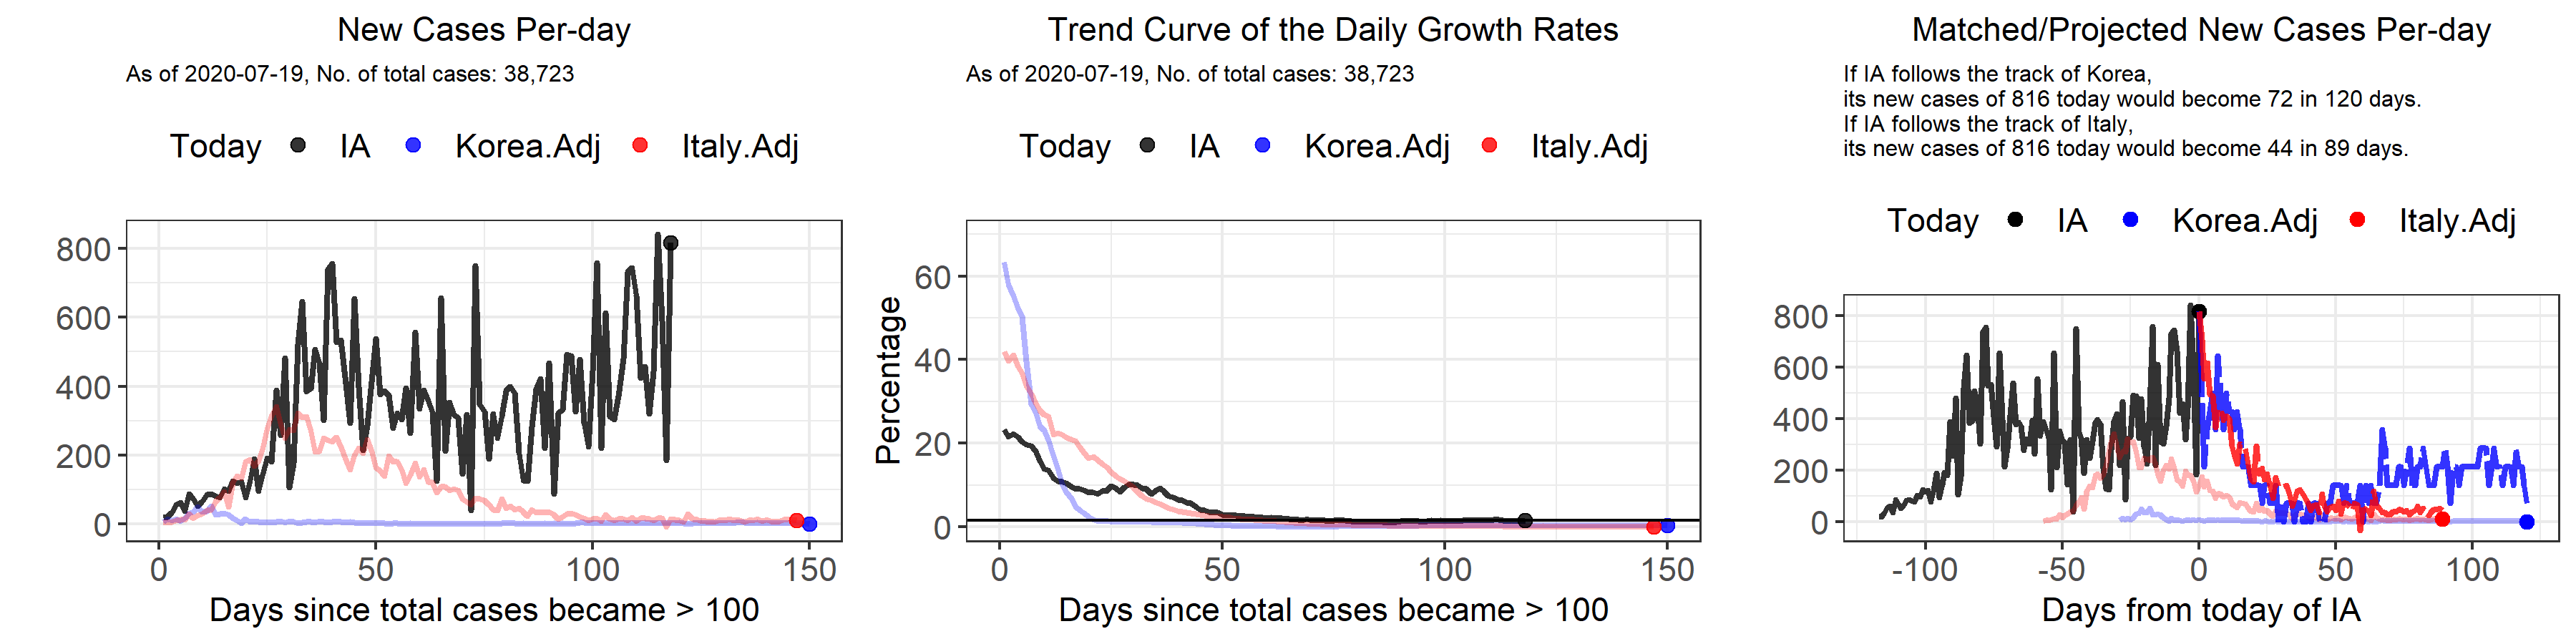 New Cases Per-day
As of 2020-07-19, No. of total cases: 38,723
Today IA Korea.Adj Italy.Adj
800
600
400
200
0
0 50 100 150
Days since total cases became > 100
Trend Curve of the Daily Growth Rates
As of 2020-07-19, No. of total cases: 38,723
Today IA Korea.Adj Italy.Adj
Percentage
60
40
20
0
0 50 100 150
Days since total cases became > 100
Matched/Projected New Cases Per-day
If IA follows the track of Korea,
its new cases of 816 today would become 72 in 120 days.
If IA follows the track of Italy,
its new cases of 816 today would become 44 in 89 days.
Today IA Korea.Adj Italy.Adj
800
600
400
200
0
-100 -50 0 50 100
Days from today of IA